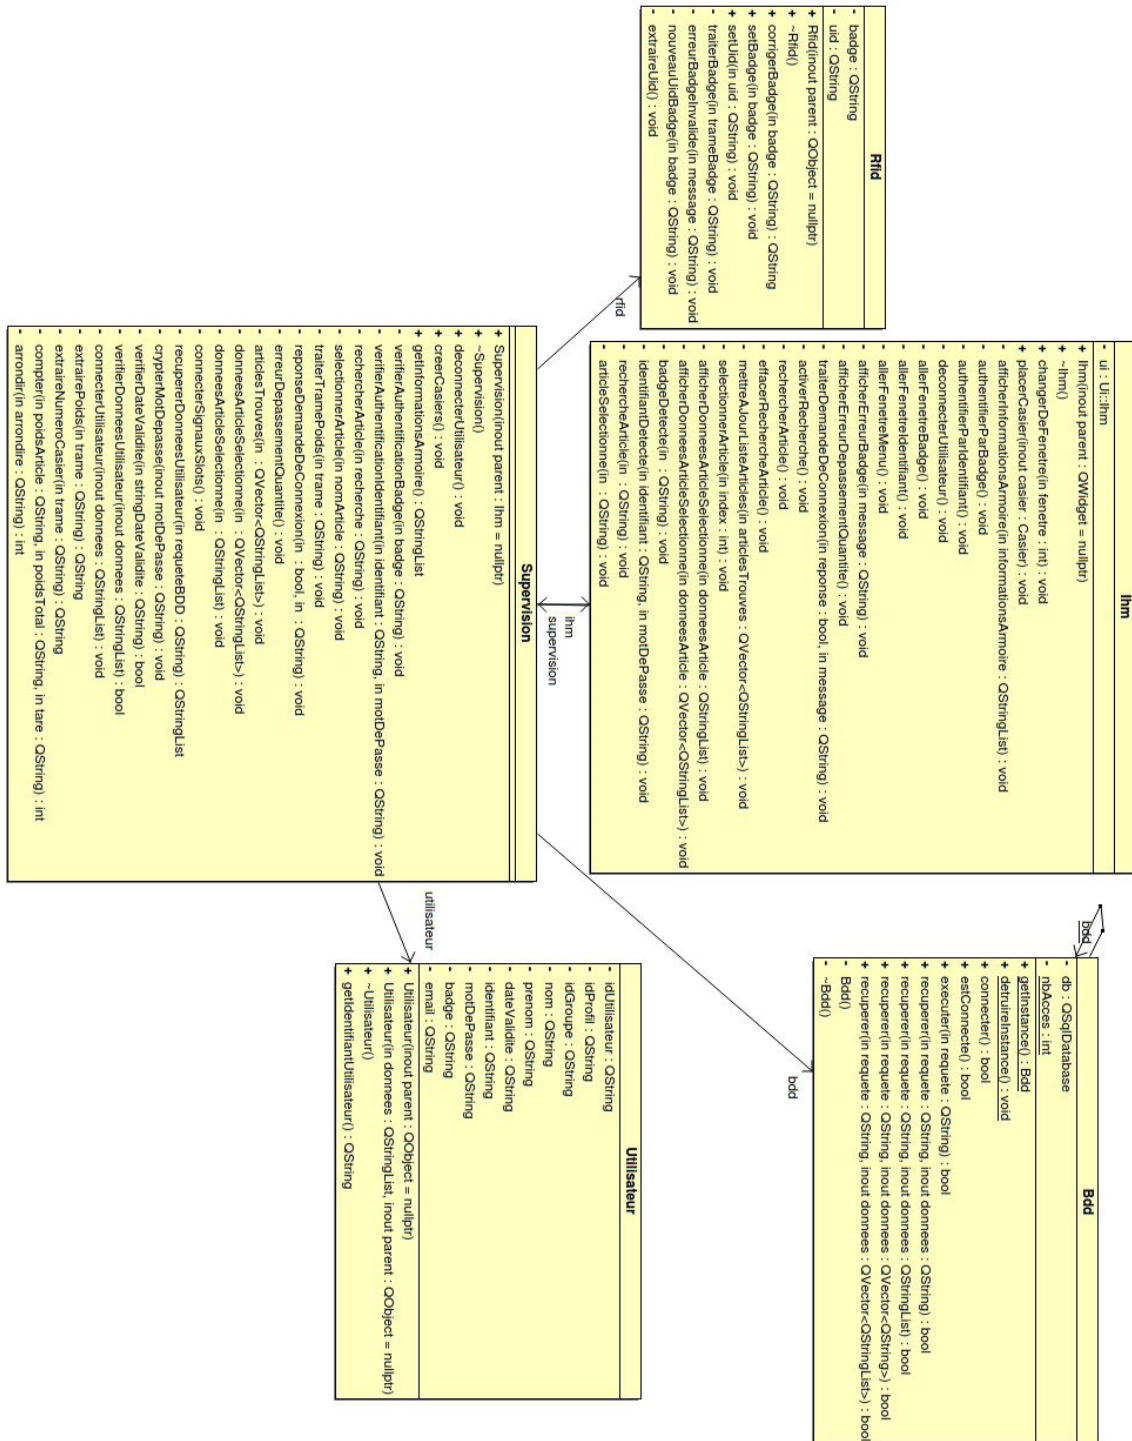 Rfid
- badge : QString
- uid : QString
+ Rfid(inout parent : QObject = nullptr)
+ ~Rfid()
+ corrigerBadge(in badge : QString) : QString
+ setBadge(in badge : QString) : void
+ setUid(in uid : QString) : void
- traiterBadge(in trameBadge : QString) : void
- erreurBadgeInvalide(in message : QString) : void
- nouveauUidBadge(in badge : QString) : void
- extraireUid() : void
rfid
Ihm
- ui : Ui::Ihm
+ Ihm(inout parent : QWidget = nullptr)
+ ~Ihm()
+ changerDeFenetre(in fenetre : int) : void
+ placerCasier(inout casier : Casier) : void
- afficherInformationsArmoire(in informationsArmoire : QStringList) : void
- authentifierParBadge() : void
- authentifierParIdentifiant() : void
- deconnecterUtilisateur() : void
- allerFenetreBadge() : void
- allerFenetreIdentifiant() : void
- allerFenetreMenu() : void
- afficherErreurBadge(in message : QString) : void
- afficherErreurDepassementQuantite() : void
- traiterDemandeDeConnexion(in reponse : bool, in message : QString) : void
- activerRecherche() : void
- rechercherArticle() : void
- effacerRechercheArticle() : void
- mettreAJourListeArticles(in articlesTrouves : QVector<QStringList>) : void
- selectionnerArticle(in index : int) : void
- afficherDonneesArticleSelectionne(in donneesArticle : QStringList) : void
- afficherDonneesArticleSelectionne(in donneesArticle : QVector<QStringList>) : void
- badgeDetecte(in  : QString) : void
- identifiantDetecte(in identifiant : QString, in motDePasse : QString) : void
- rechercheArticle(in  : QString) : void
- articleSelectionne(in  : QString) : void
ihm
supervision
bdd
Bdd
- db : QSqlDatabase
- nbAcces : int
+ getInstance() : Bdd
+ detruireInstance() : void
+ connecter() : bool
+ estConnecte() : bool
+ executer(in requete : QString) : bool
+ recuperer(in requete : QString, inout donnees : QString) : bool
+ recuperer(in requete : QString, inout donnees : QStringList) : bool
+ recuperer(in requete : QString, inout donnees : QVector<QString>) : bool
+ recuperer(in requete : QString, inout donnees : QVector<QStringList>) : bool
- Bdd()
- ~Bdd()
bdd
Supervision
+ Supervision(inout parent : Ihm = nullptr)
+ ~Supervision()
+ deconnecterUtilisateur() : void
+ creerCasiers() : void
+ getInformationsArmoire() : QStringList
- verifierAuthentificationBadge(in badge : QString) : void
- verifierAuthentificationIdentifiant(in identifiant : QString, in motDePasse : QString) : void
- rechercherArticle(in recherche : QString) : void
- selectionnerArticle(in nomArticle : QString) : void
- traiterTramePoids(in trame : QString) : void
- reponseDemandeDeConnexion(in  : bool, in  : QString) : void
- erreurDepassementQuantite() : void
- articlesTrouves(in  : QVector<QStringList>) : void
- donneesArticleSelectionne(in  : QVector<QStringList>) : void
- donneesArticleSelectionne(in  : QStringList) : void
- connecterSignauxSlots() : void
- recupererDonneesUtilisateur(in requeteBDD : QString) : QStringList
- crypterMotDepasse(inout motDePasse : QString) : void
- verifierDateValidite(in stringDateValidite : QString) : bool
- verifierDonneesUtilisateur(inout donnees : QStringList) : bool
- connecterUtilisateur(inout donnees : QStringList) : void
- extrairePoids(in trame : QString) : QString
- extraireNumeroCasier(in trame : QString) : QString
- compter(in poidsArticle : QString, in poidsTotal : QString, in tare : QString) : int
- arrondir(in arrondire : QString) : int
utilisateur
Utilisateur
- idUtilisateur : QString
- idProfil : QString
- idGroupe : QString
- nom : QString
- prenom : QString
- dateValidite : QString
- identifiant : QString
- motDePasse : QString
- badge : QString
- email : QString
+ Utilisateur(inout parent : QObject = nullptr)
+ Utilisateur(in donnees : QStringList, inout parent : QObject = nullptr)
+ ~Utilisateur()
+ getIdentifiantUtilisateur() : QString